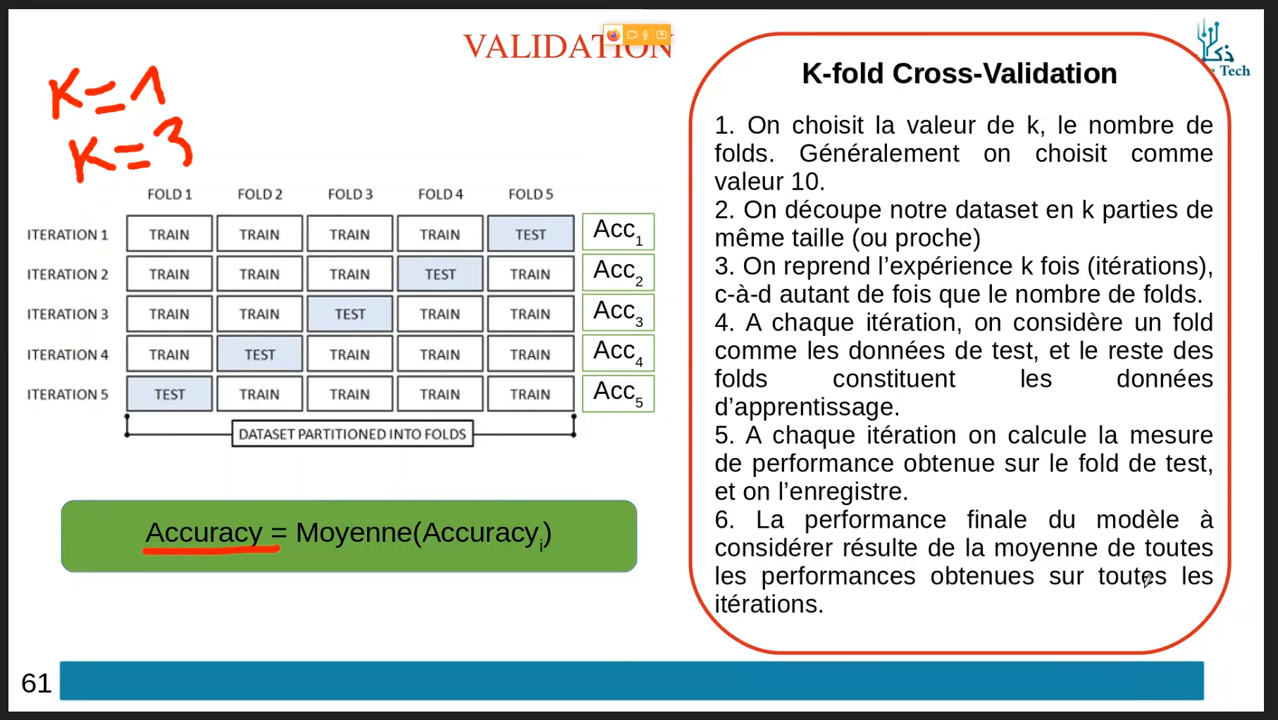 VALIDATION
K=1
K=3
FOLD 1 FOLD 2 FOLD 3 FOLD 4 FOLD 5
ITERATION 1 TRAIN TRAIN TRAIN TRAIN TEST Acc1
ITERATION 2 TRAIN TRAIN TRAIN TEST TRAIN Acc2
ITERATION 3 TRAIN TRAIN TEST TRAIN TRAIN Acc3
ITERATION 4 TRAIN TEST TRAIN TRAIN TRAIN Acc4
ITERATION 5 TEST TRAIN TRAIN TRAIN TRAIN Acc5
DATASET PARTITIONED INTO FOLDS
Accuracy = Moyenne(Accuracyi)
K-fold Cross-Validation
1. On choisit la valeur de k, le nombre de
folds. Généralement on choisit comme
valeur 10.
2. On découpe notre dataset en k parties de
même taille (ou proche)
3. On reprend l’expérience k fois (itérations),
c-à-d autant de fois que le nombre de folds.
4. A chaque itération, on considère un fold
comme les données de test, et le reste des
folds constituent les données
d’apprentissage.
5. A chaque itération on calcule la mesure
de performance obtenue sur le fold de test,
et on l’enregistre.
6. La performance finale du modèle à
considérer résulte de la moyenne de toutes
les performances obtenues sur toutes les
itérations.
Tech
61